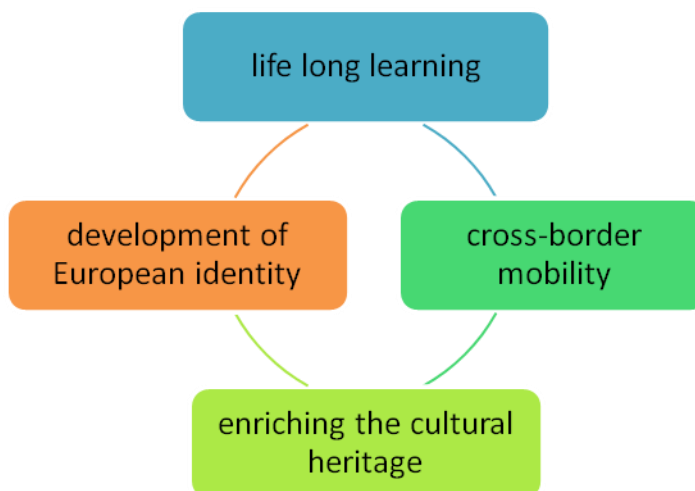 life long learning
development of
European identity
cross-border
mobility
enriching the cultural
heritage